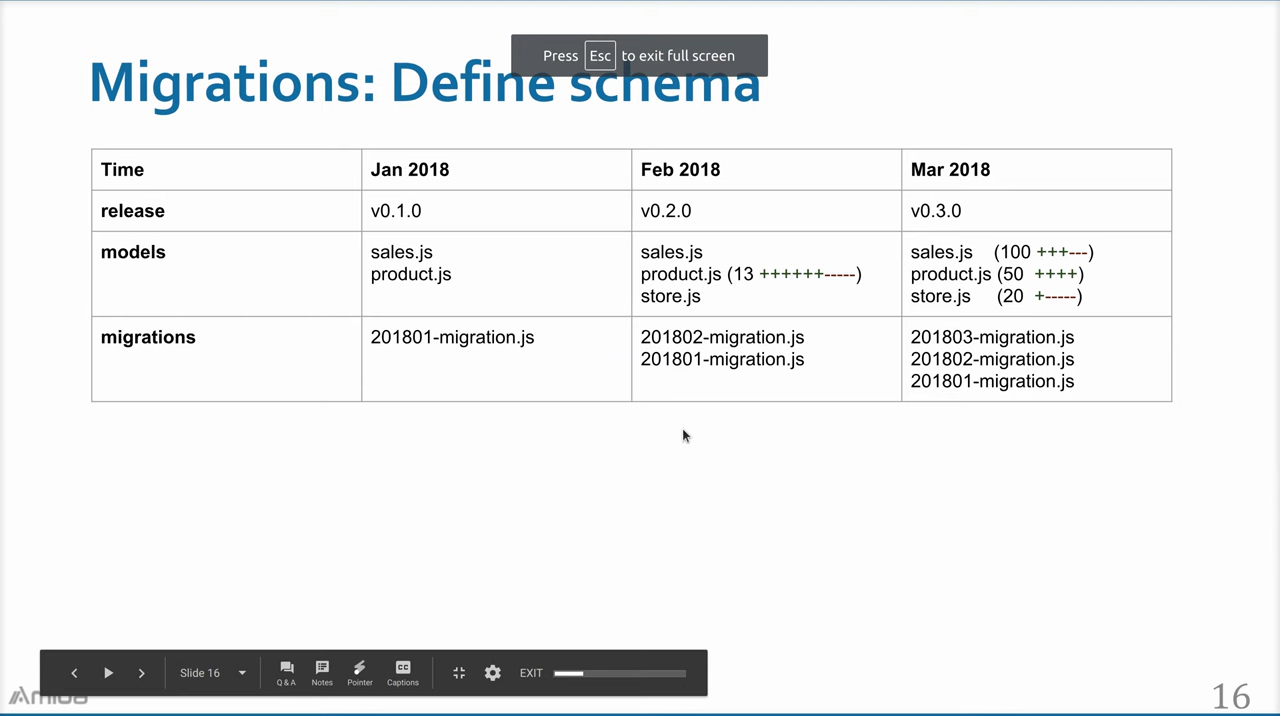 Press Esc to exit full screen
Migrations: Define schema
Time Jan 2018 Feb 2018 Mar 2018
release v0.1.0 v0.2.0 v0.3.0
models sales.js sales.js sales.js (100 +++---)
product.js product.js (13 ++++++-----) product.js (50 ++++)
store.js store.js (20 +-----)
migrations 201801-migration.js 201802-migration.js 201803-migration.js
201801-migration.js 201802-migration.js
201801-migration.js
Slide 16 Q & A Notes Pointer Captions EXIT
16